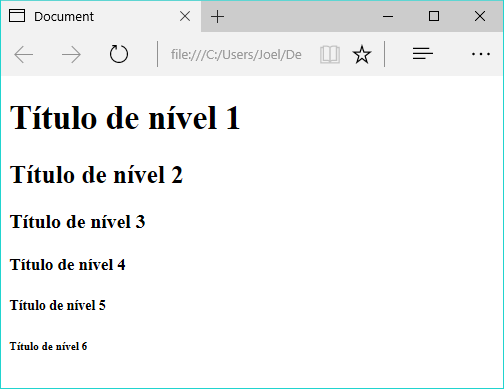 Document
file:///C:/Users/Joel/De
Título de nível 1
Título de nível 2
Título de nível 3
Título de nível 4
Título de nível 5
Título de nível 6